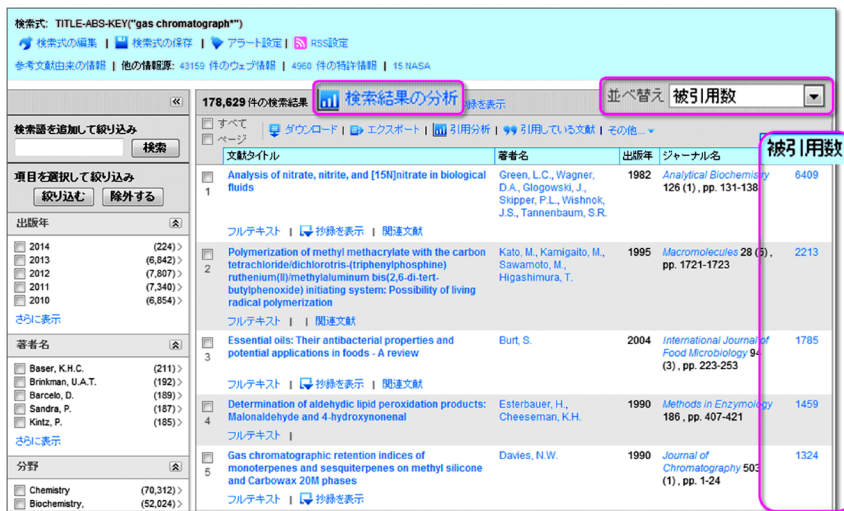 検索式: TITLE-ABS-KEY("gas chromatograph*")
検索式の編集 | 検索式の保存 | アラート設定 | RSS設定
参考文献由来の情報 | 他の情報源: 43159 件のウェブ情報 | 4960 件の特許情報 | 15 NASA
178,629 件の検索結果 検索結果の分析 抄録を表示 並べ替え 被引用数
すべて
ページ
ダウンロード | エクスポート | 引用分析 | 引用している文献 | その他...
検索語を追加して絞り込み
検索
項目を選択して絞り込み
絞り込む 除外する
出版年
2014 (224)
2013 (6,842)
2012 (7,807)
2011 (7,340)
2010 (6,854)
さらに表示
著者名
Baser, K.H.C. (211)
Brinkman, U.A.T. (192)
Barcelo, D. (189)
Sandra, P. (187)
Kintz, P. (185)
さらに表示
分野
Chemistry (70,312)
Biochemistry, (52,024)
文献タイトル 著者名 出版年 ジャーナル名 被引用数
1 Analysis of nitrate, nitrite, and [15N]nitrate in biological Green, L.C., Wagner, 1982 Analytical Biochemistry 6409
fluids D.A., Glogowski, J., 126 (1) , pp. 131-138
Skipper, P.L., Wishnok,
J.S., Tannenbaum, S.R.
フルテキスト | 抄録を表示 | 関連文献
2 Polymerization of methyl methacrylate with the carbon Kato, M., Kamigaito, M., 1995 Macromolecules 28 (5) , 2213
tetrachloride/dichlorotris-(triphenylphosphine) Sawamoto, M., pp. 1721-1723
ruthenium(II)/methylaluminum bis(2,6-di-tert- Higashimura, T.
butylphenoxide) initiating system: Possibility of living
radical polymerization
フルテキスト | | 関連文献
3 Essential oils: Their antibacterial properties and Burt, S. 2004 International Journal of 1785
potential applications in foods - A review Food Microbiology 94
(3) , pp. 223-253
フルテキスト | 抄録を表示 | 関連文献
4 Determination of aldehydic lipid peroxidation products: Esterbauer, H., 1990 Methods in Enzymology 1459
Malonaldehyde and 4-hydroxynonenal Cheeseman, K.H. 186 , pp. 407-421
フルテキスト |
5 Gas chromatographic retention indices of Davies, N.W. 1990 Journal of 1324
monoterpenes and sesquiterpenes on methyl silicone Chromatography 503
and Carbowax 20M phases (1) , pp. 1-24
フルテキスト | 抄録を表示